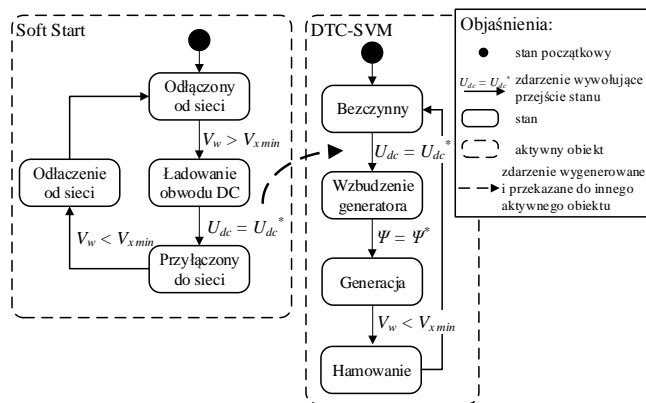 Soft Start
Odłączony
od sieci
V_w > V_x min
Ładowanie
obwodu DC
U_dc = U_dc*
Przyłączony
do sieci
V_w < V_x min
Odłaczenie
od sieci
DTC-SVM
Bezczynny
U_dc = U_dc*
Wzbudzenie
generatora
Ψ = Ψ*
Generacja
V_w < V_x min
Hamowanie
Objaśnienia:
stan początkowy
U_dc = U_dc*
zdarzenie wywołujące
przejście stanu
stan
aktywny obiekt
zdarzenie wygenerowane
i przekazane do innego
aktywnego obiektu